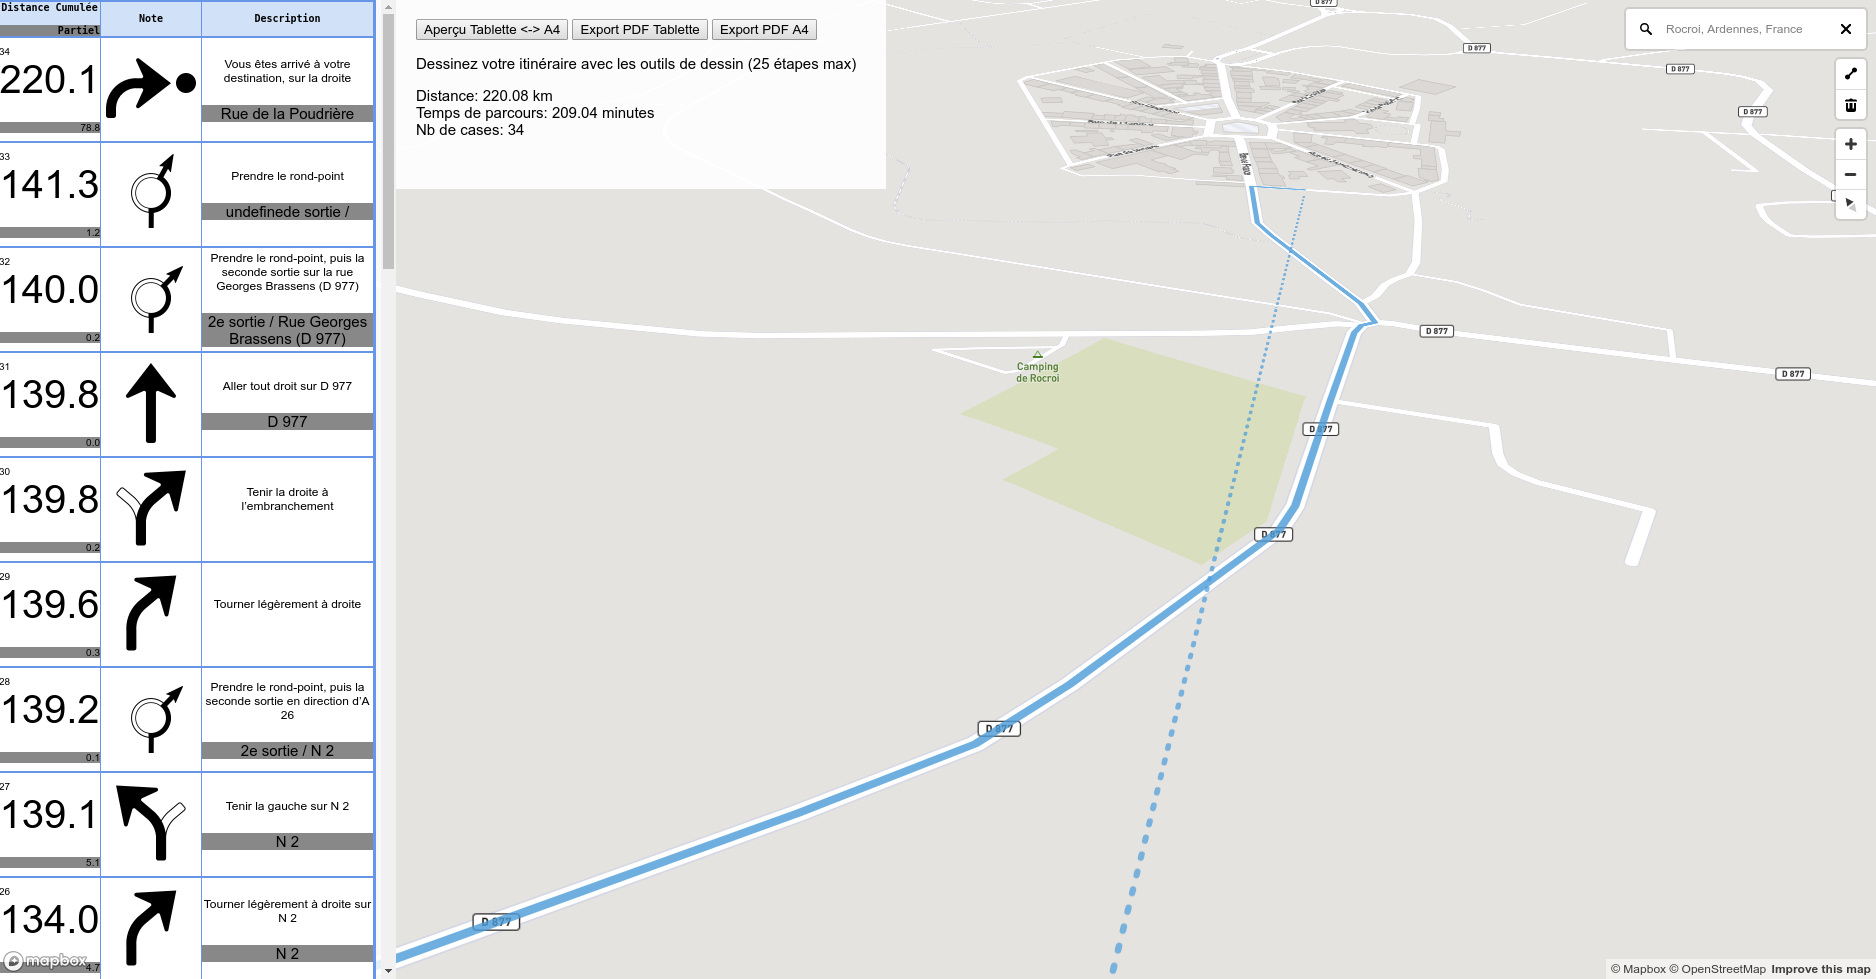 Distance Cumulée
Partiel
Note
Description
34
220.1
78.8
Vous êtes arrivé à votre
destination, sur la droite
Rue de la Poudrière
33
141.3
1.2
Prendre le rond-point
undefinede sortie /
32
140.0
0.2
Prendre le rond-point, puis la
seconde sortie sur la rue
Georges Brassens (D 977)
2e sortie / Rue Georges
Brassens (D 977)
31
139.8
0.0
Aller tout droit sur D 977
D 977
30
139.8
0.2
Tenir la droite à
l’embranchement
29
139.6
0.3
Tourner légèrement à droite
28
139.2
0.1
Prendre le rond-point, puis la
seconde sortie en direction d’A
26
2e sortie / N 2
27
139.1
5.1
Tenir la gauche sur N 2
N 2
26
134.0
4.7
Tourner légèrement à droite sur
N 2
N 2
mapbox
Aperçu Tablette <-> A4
Export PDF Tablette
Export PDF A4
Dessinez votre itinéraire avec les outils de dessin (25 étapes max)
Distance: 220.08 km
Temps de parcours: 209.04 minutes
Nb de cases: 34
Rocroi, Ardennes, France
D 877
D 877
D 877
D 877
D 877
D 877
Camping
de Rocroi
D 877
D 877
D 877
D 877
© Mapbox © OpenStreetMap Improve this map